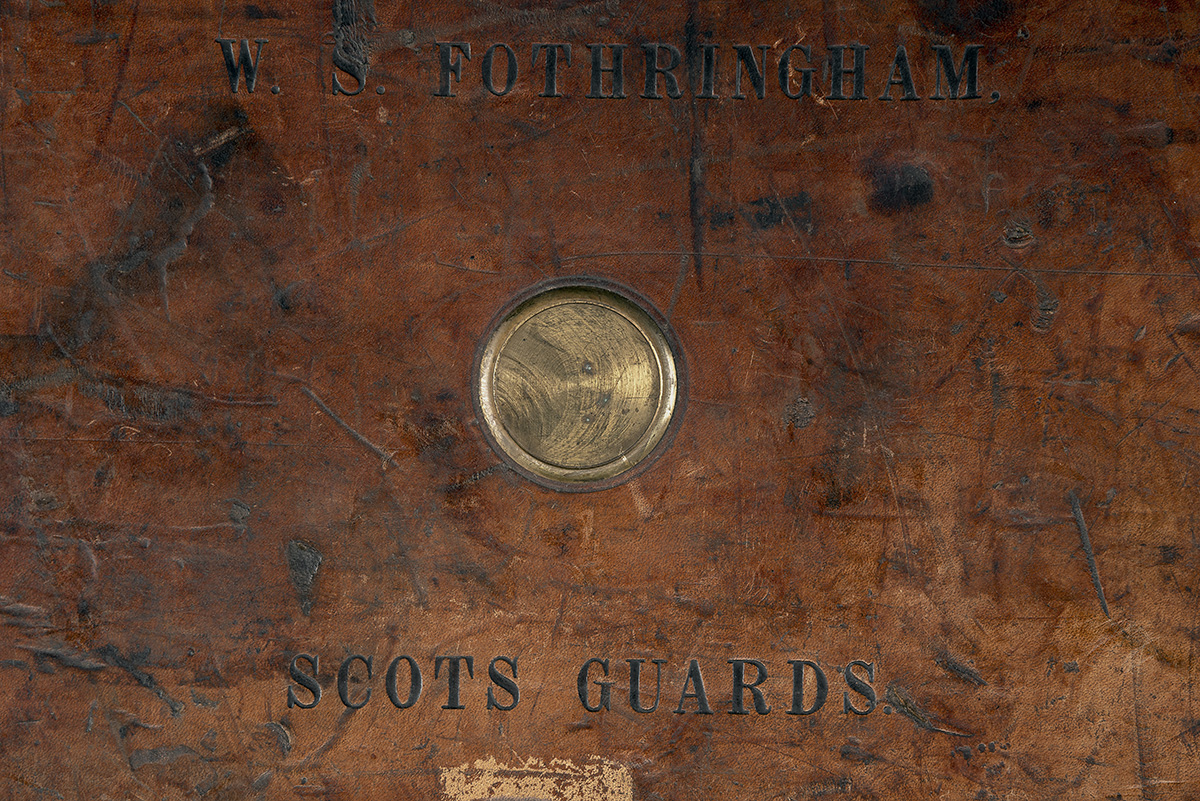 W. S. FOTHRINGHAM,
SCOTS GUARDS.